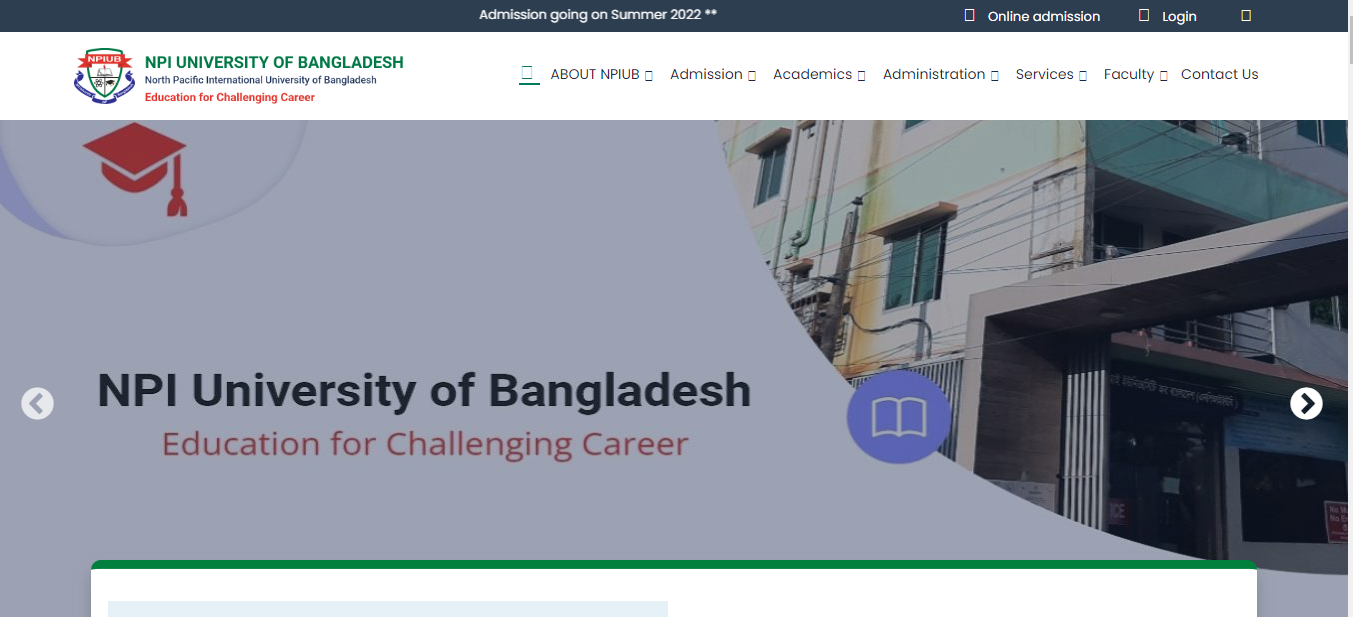 Admission going on Summer 2022 **
Online admission
Login
NPIUB
NPI UNIVERSITY OF BANGLADESH
North Pacific International University of Bangladesh
Education for Challenging Career
ABOUT NPIUB
Admission
Academics
Administration
Services
Faculty
Contact Us
NPI University of Bangladesh
Education for Challenging Career